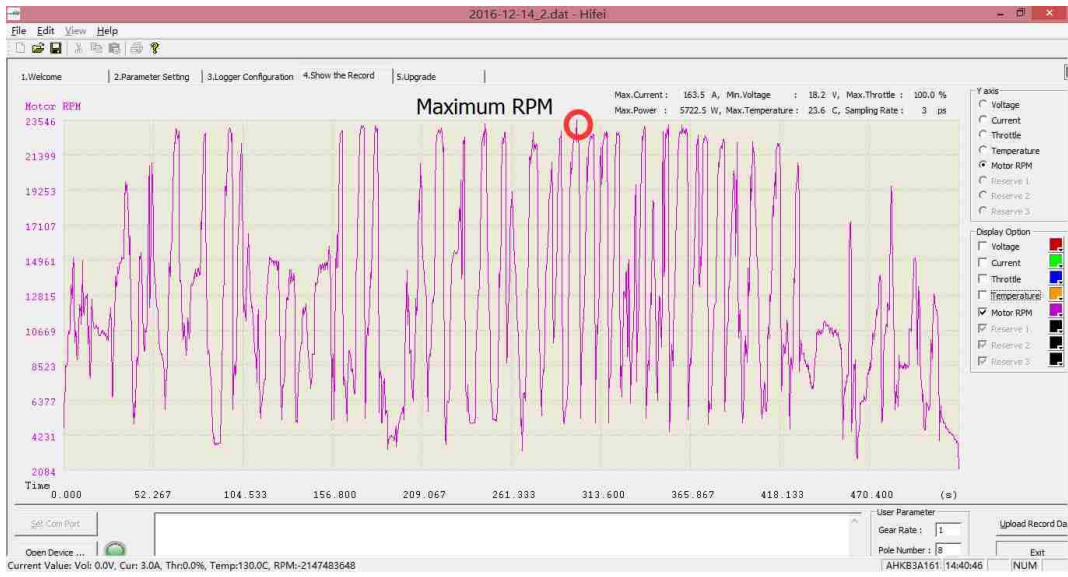 2016-12-14_2.dat - Hifei
File Edit View Help
1.Welcome 2.Parameter Setting 3.Logger Configuration 4.Show the Record 5.Upgrade
Motor RPM
Maximum RPM
Max.Current : 163.5 A, Min.Voltage : 18.2 V, Max.Throttle : 100.0 %
Max.Power : 5722.5 W, Max.Temperature : 23.6 C, Sampling Rate : 3 ps
23546
21399
19253
17107
14961
12815
10669
8523
6377
4231
2084
Time
0.000 52.267 104.533 156.800 209.067 261.333 313.600 365.867 418.133 470.400 (s)
Y axis
Voltage
Current
Throttle
Temperature
Motor RPM
Reserve 1
Reserve 2
Reserve 3
Display Option
Voltage
Current
Throttle
Temperature
Motor RPM
Reserve 1
Reserve 2
Reserve 3
Set Com Port
Open Device ...
User Parameter
Gear Rate : 1
Pole Number : 8
Upload Record Da
Exit
Current Value: Vol: 0.0V, Cur: 3.0A, Thr:0.0%, Temp:130.0C, RPM:-2147483648
AHKB3A161 14:40:46 NUM